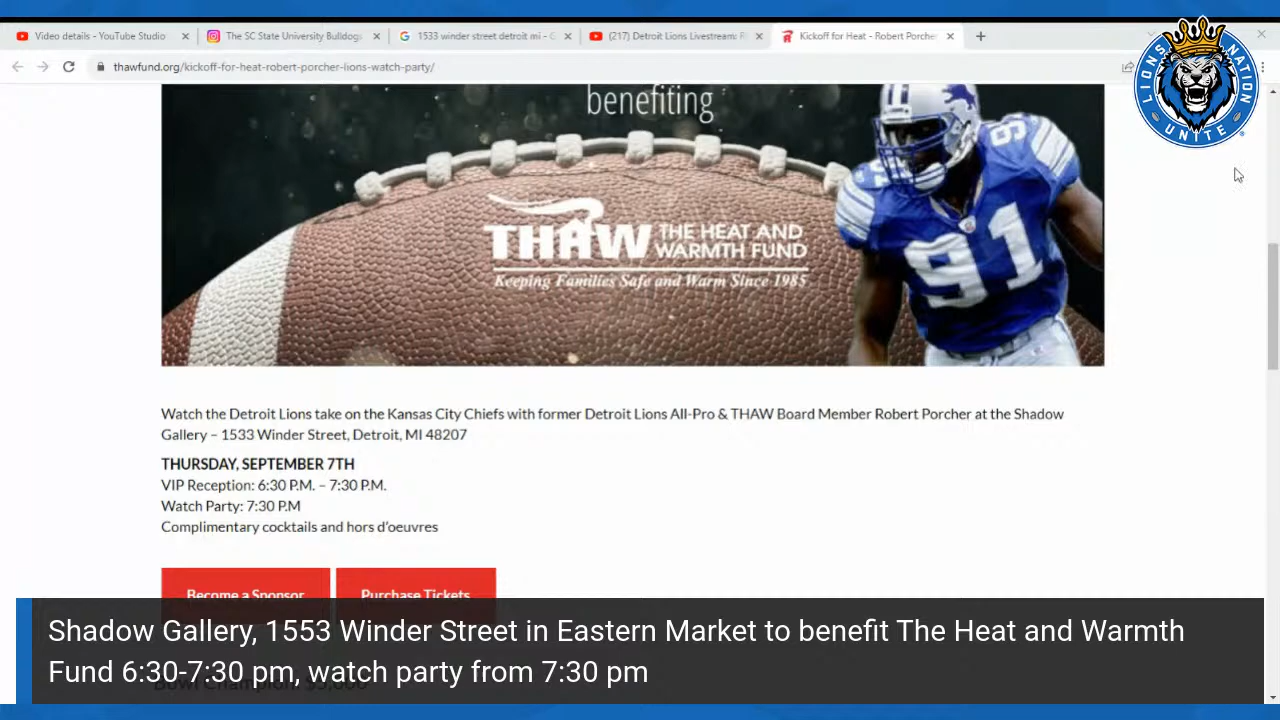 Video details - YouTube Studio
The SC State University Bulldogs
1533 winder street detroit mi - G
(217) Detroit Lions Livestream: R
Kickoff for Heat - Robert Porcher
thawfund.org/kickoff-for-heat-robert-porcher-lions-watch-party/
LIONS NATION UNITE
benefiting
THAW THE HEAT AND WARMTH FUND
Keeping Families Safe and Warm Since 1985
91
Watch the Detroit Lions take on the Kansas City Chiefs with former Detroit Lions All-Pro & THAW Board Member Robert Porcher at the Shadow
Gallery – 1533 Winder Street, Detroit, MI 48207
THURSDAY, SEPTEMBER 7TH
VIP Reception: 6:30 P.M. – 7:30 P.M.
Watch Party: 7:30 P.M
Complimentary cocktails and hors d'oeuvres
Become a Sponsor
Purchase Tickets
Shadow Gallery, 1553 Winder Street in Eastern Market to benefit The Heat and Warmth
Fund 6:30-7:30 pm, watch party from 7:30 pm